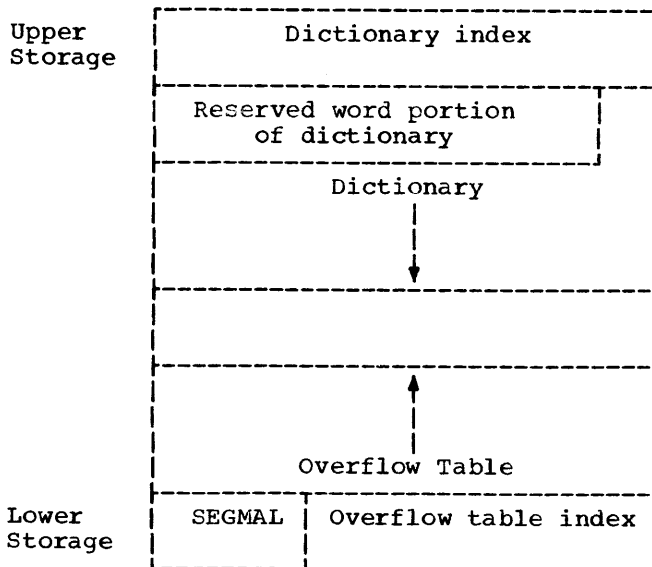 Upper Storage
Dictionary index
Reserved word portion
of dictionary
Dictionary
Overflow Table
Lower Storage
SEGMAL
Overflow table index